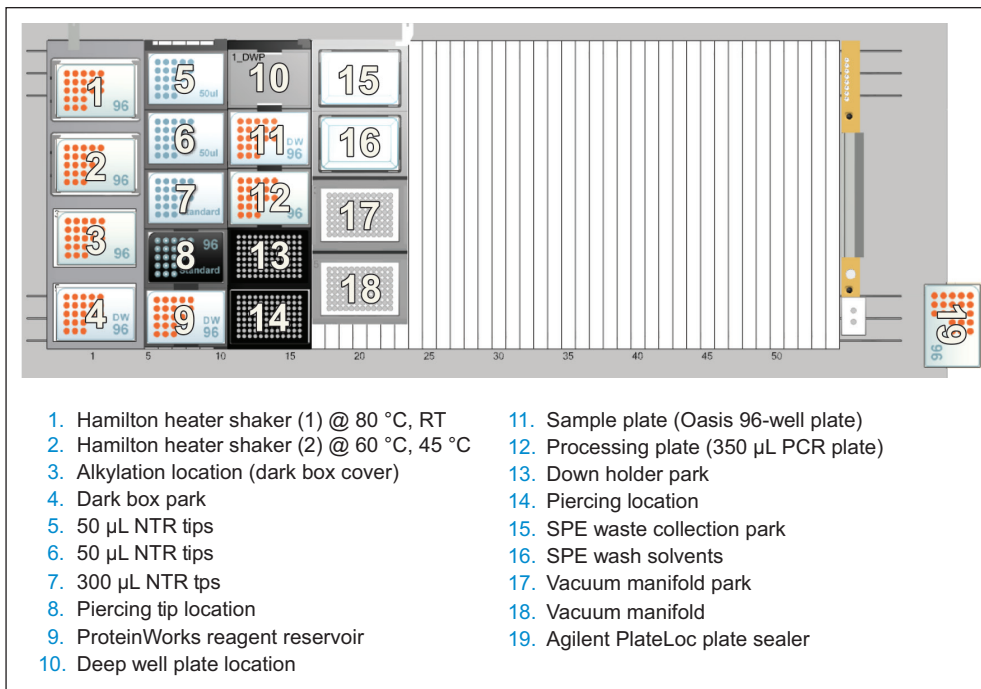 1 96
2 96
3 96
4 DW 96
5 50ul
6 50ul
7 Standard
8 96 Standard
9 DW 96
1_DWP
10
11 DW 96
12 96
13
14
15
16
17
18
19 96
1 5 10 15 20 25 30 35 40 45 50
1. Hamilton heater shaker (1) @ 80 °C, RT
2. Hamilton heater shaker (2) @ 60 °C, 45 °C
3. Alkylation location (dark box cover)
4. Dark box park
5. 50 µL NTR tips
6. 50 µL NTR tips
7. 300 µL NTR tps
8. Piercing tip location
9. ProteinWorks reagent reservoir
10. Deep well plate location
11. Sample plate (Oasis 96-well plate)
12. Processing plate (350 µL PCR plate)
13. Down holder park
14. Piercing location
15. SPE waste collection park
16. SPE wash solvents
17. Vacuum manifold park
18. Vacuum manifold
19. Agilent PlateLoc plate sealer